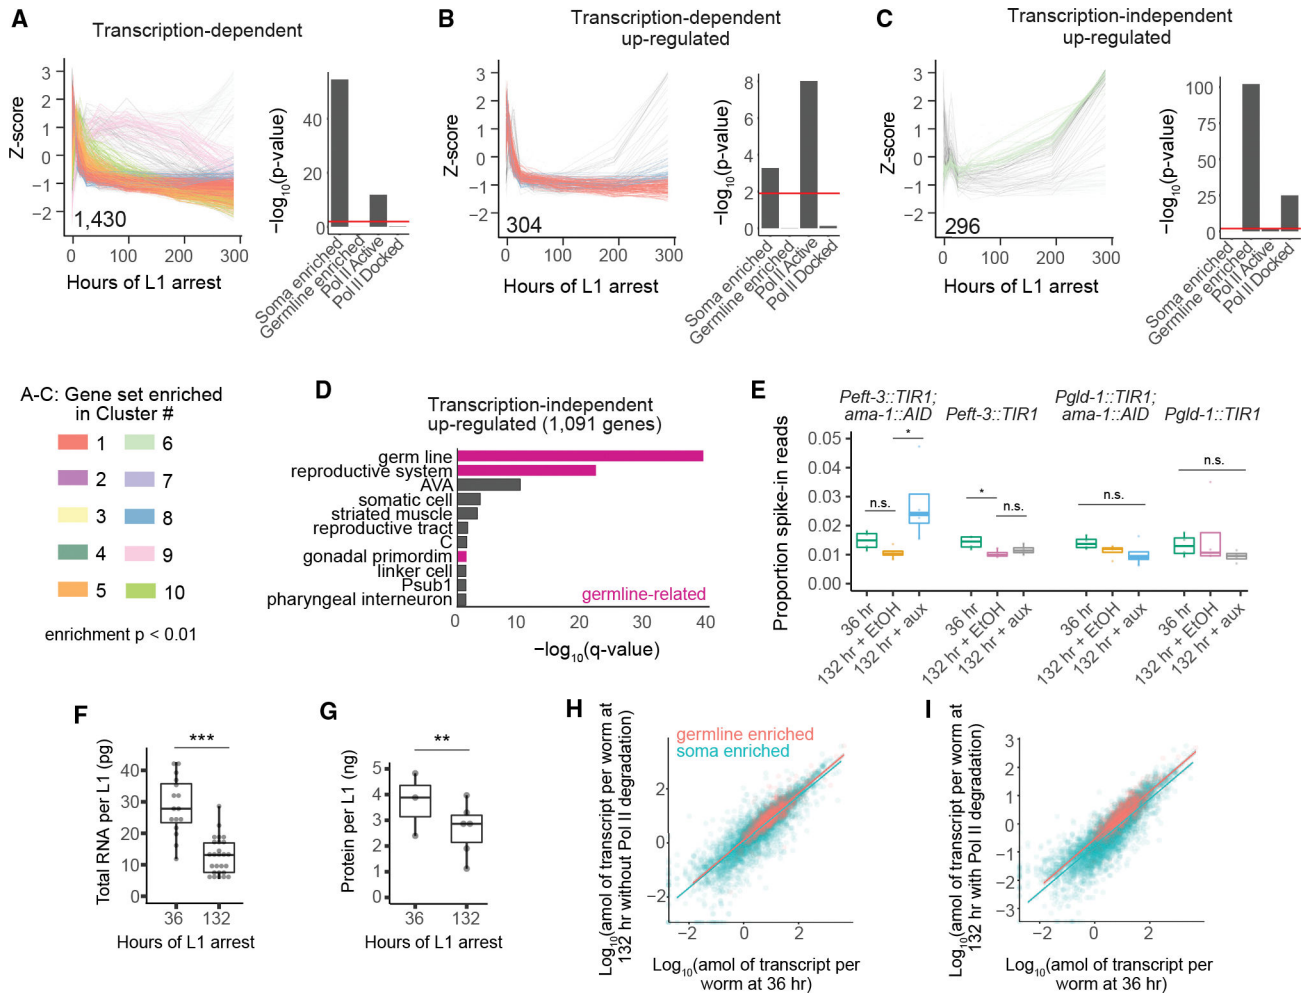 A
Transcription-dependent
Z-score
3
2
1
0
−1
−2
1,430
0
100
200
300
Hours of L1 arrest
−log10(p-value)
40
20
0
Soma enriched
Germline enriched
Pol II Active
Pol II Docked
B
Transcription-dependent
up-regulated
Z-score
3
2
1
0
−1
−2
304
0
100
200
300
Hours of L1 arrest
−log10(p-value)
8
6
4
2
0
Soma enriched
Germline enriched
Pol II Active
Pol II Docked
C
Transcription-independent
up-regulated
Z-score
3
2
1
0
−1
−2
296
0
100
200
300
Hours of L1 arrest
−log10(p-value)
100
75
50
25
0
Soma enriched
Germline enriched
Pol II Active
Pol II Docked
A-C: Gene set enriched
in Cluster #
1
6
2
7
3
8
4
9
5
10
enrichment p < 0.01
D
Transcription-independent
up-regulated (1,091 genes)
germ line
reproductive system
AVA
somatic cell
striated muscle
reproductive tract
C
gonadal primordim
linker cell
Psub1
pharyngeal interneuron
germline-related
0
10
20
30
40
−log10(q-value)
E
Peft-3::TIR1;
ama-1::AID
Peft-3::TIR1
Pgld-1::TIR1;
ama-1::AID
Pgld-1::TIR1
Proportion spike-in reads
0.05
0.04
0.03
0.02
0.01
0.00
n.s.
*
*
n.s.
n.s.
n.s.
36 hr
132 hr + EtOH
132 hr + aux
36 hr
132 hr + EtOH
132 hr + aux
36 hr
132 hr + EtOH
132 hr + aux
36 hr
132 hr + EtOH
132 hr + aux
F
Total RNA per L1 (pg)
40
30
20
10
0
***
36
132
Hours of L1 arrest
G
Protein per L1 (ng)
5
4
3
2
1
0
**
36
132
Hours of L1 arrest
H
Log10(amol of transcript per worm at
132 hr without Pol II degradation)
germline enriched
soma enriched
2
0
−2
−2
0
2
Log10(amol of transcript per
worm at 36 hr)
I
Log10(amol of transcript per worm at
132 hr with Pol II degradation)
3
2
1
0
−1
−2
−3
−2
0
2
Log10(amol of transcript per
worm at 36 hr)